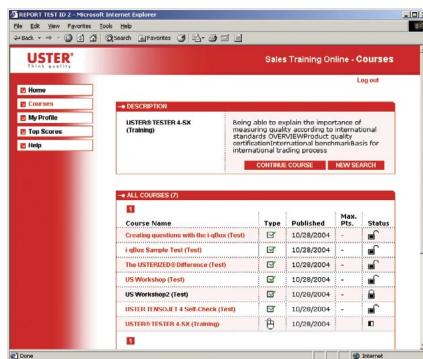 REPORT TEST ID 2 - Microsoft Internet Explorer
File Edit View Favorites Tools Help
Back Search Favorites
USTER®
Think quality
Sales Training Online - Courses
Log out
Home
Courses
My Profile
Top Scores
Help
DESCRIPTION
USTER® TESTER 4-SX
(Training)
Being able to explain the importance of
measuring quality according to international
standards OVERVIEWProduct quality
certificationInternational benchmarkBasis for
international trading process
CONTINUE COURSE NEW SEARCH
ALL COURSES (7)
1
Course Name Type Published Max. Pts. Status
Creating questions with the i-qBox (Test) 10/28/2004 -
i-qBox Sample Test (Test) 10/28/2004 -
The USTERIZED® Difference (Test) 10/28/2004 -
US Workshop (Test) 10/28/2004 -
US Workshop2 (Test) 10/28/2004 -
USTER TENSOJET 4 Self-Check (Test) 10/28/2004 -
USTER® TESTER 4-SX (Training) 10/28/2004 -
1
Done Internet